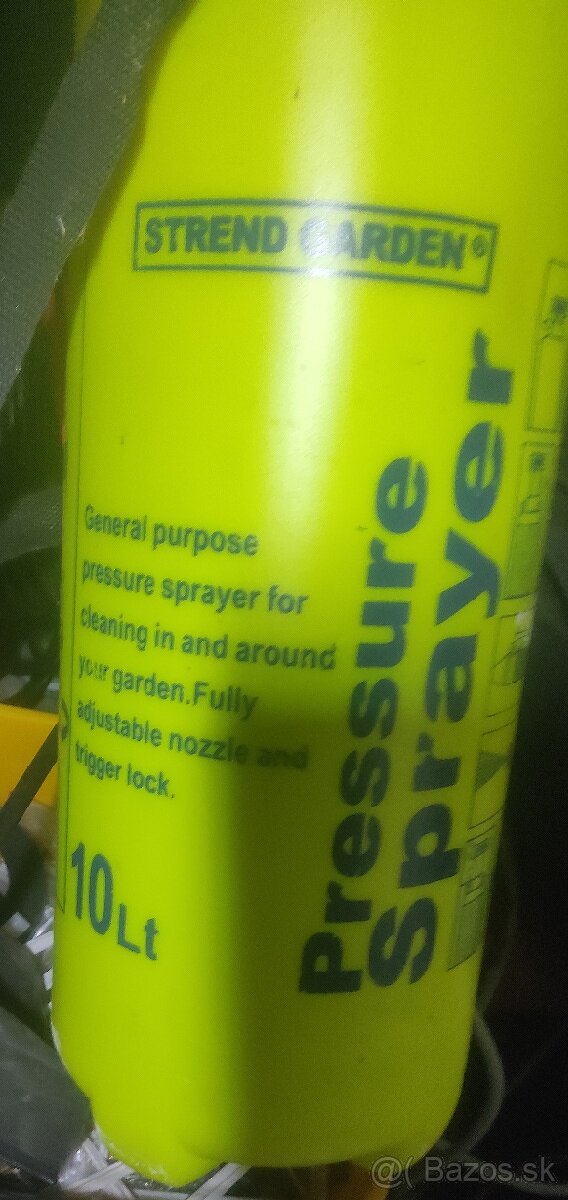 STREND GARDEN®
General purpose
pressure sprayer for
cleaning in and around
your garden.Fully
adjustable nozzle and
trigger lock.
10Lt
Pressure
Sprayer
@( Bazos.sk